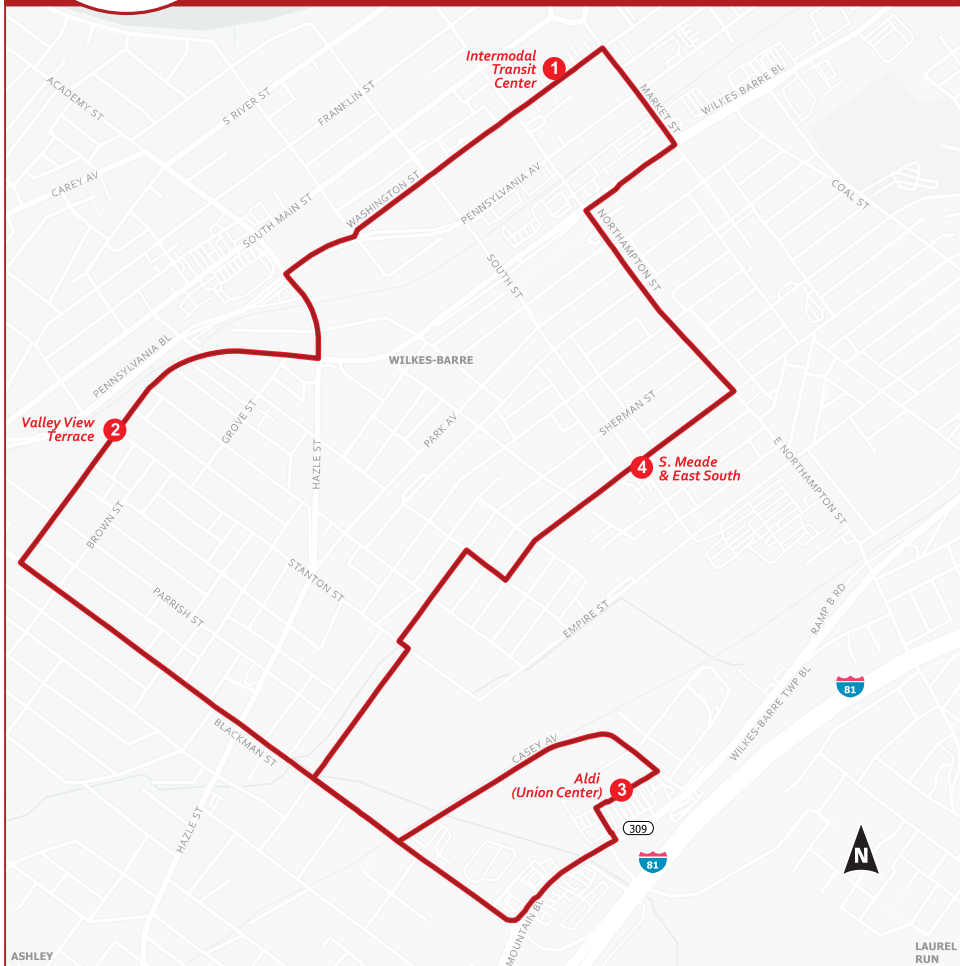 Intermodal
Transit
Center
1
ACADEMY ST
S RIVER ST
FRANKLIN ST
MARKET ST
WILKES BARRE BL
CAREY AV
SOUTH MAIN ST
WASHINGTON ST
PENNSYLVANIA AV
COAL ST
NORTHAMPTON ST
SOUTH ST
PENNSYLVANIA BL
WILKES-BARRE
Valley View
Terrace
2
GROVE ST
PARK AV
SHERMAN ST
HAZLE ST
4
S. Meade
& East South
E NORTHAMPTON ST
BROWN ST
STANTON ST
PARRISH ST
EMPIRE ST
RAMP B RD
81
WILKES-BARRE TWP BL
BLACKMAN ST
CASEY AV
Aldi
(Union Center)
3
309
HAZLE ST
81
N
MOUNTAIN BL
ASHLEY
LAUREL
RUN